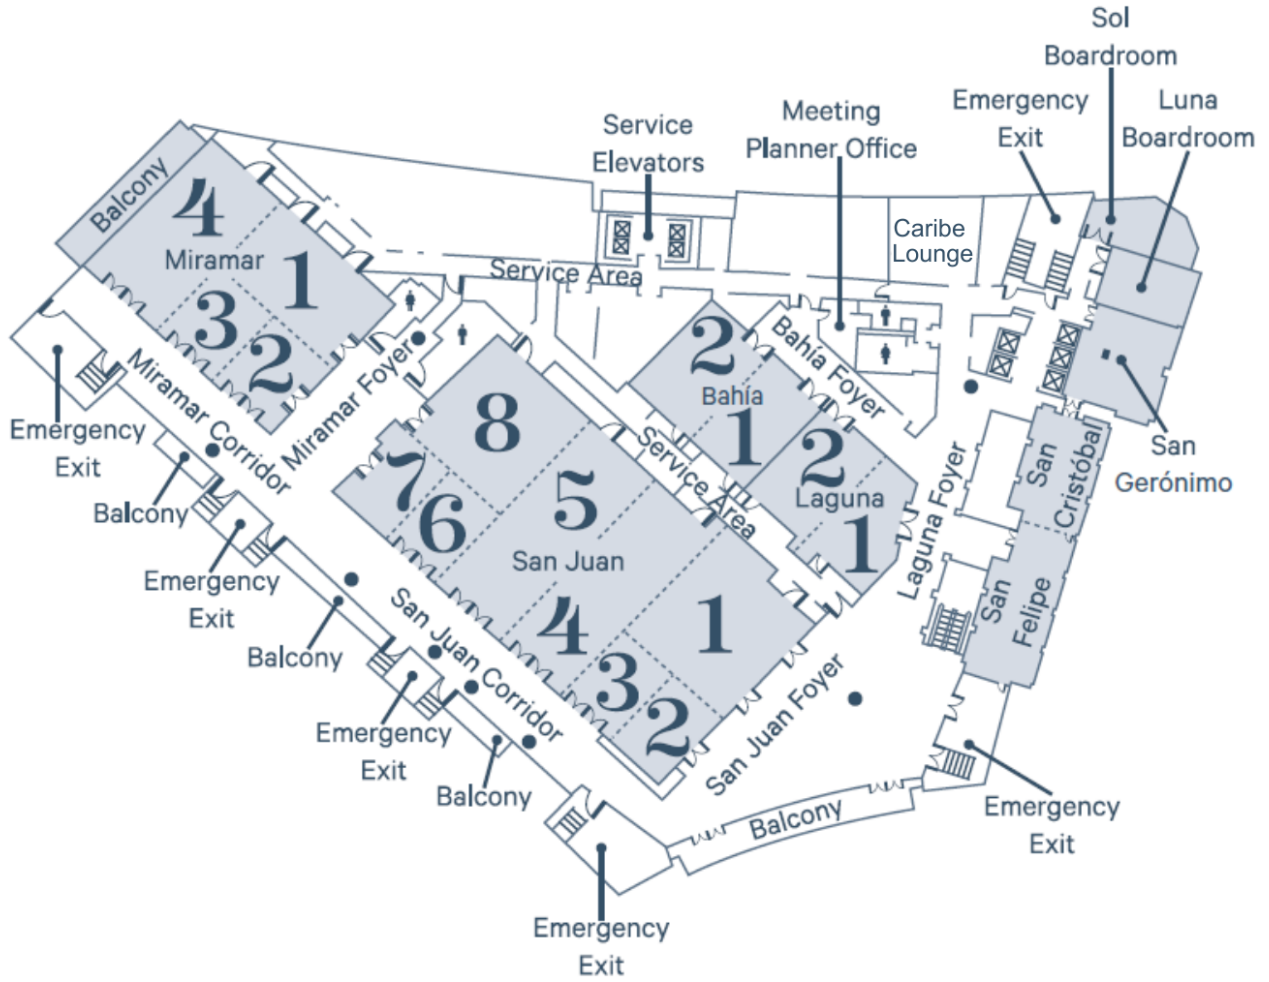 Sol
Boardroom
Emergency
Exit
Luna
Boardroom
Meeting
Planner Office
Service
Elevators
Caribe
Lounge
Balcony
4
Miramar
1
3
2
Service Area
Miramar Foyer
Miramar Corridor
Emergency
Exit
Balcony
Emergency
Exit
Balcony
8
7
6
5
San Juan
4
1
3
2
Service Area
2
Bahía
1
Bahía Foyer
2
Laguna
1
Laguna Foyer
San
Cristóbal
San
Gerónimo
San
Felipe
San Juan Corridor
San Juan Foyer
Emergency
Exit
Balcony
Balcony
Emergency
Exit
Emergency
Exit